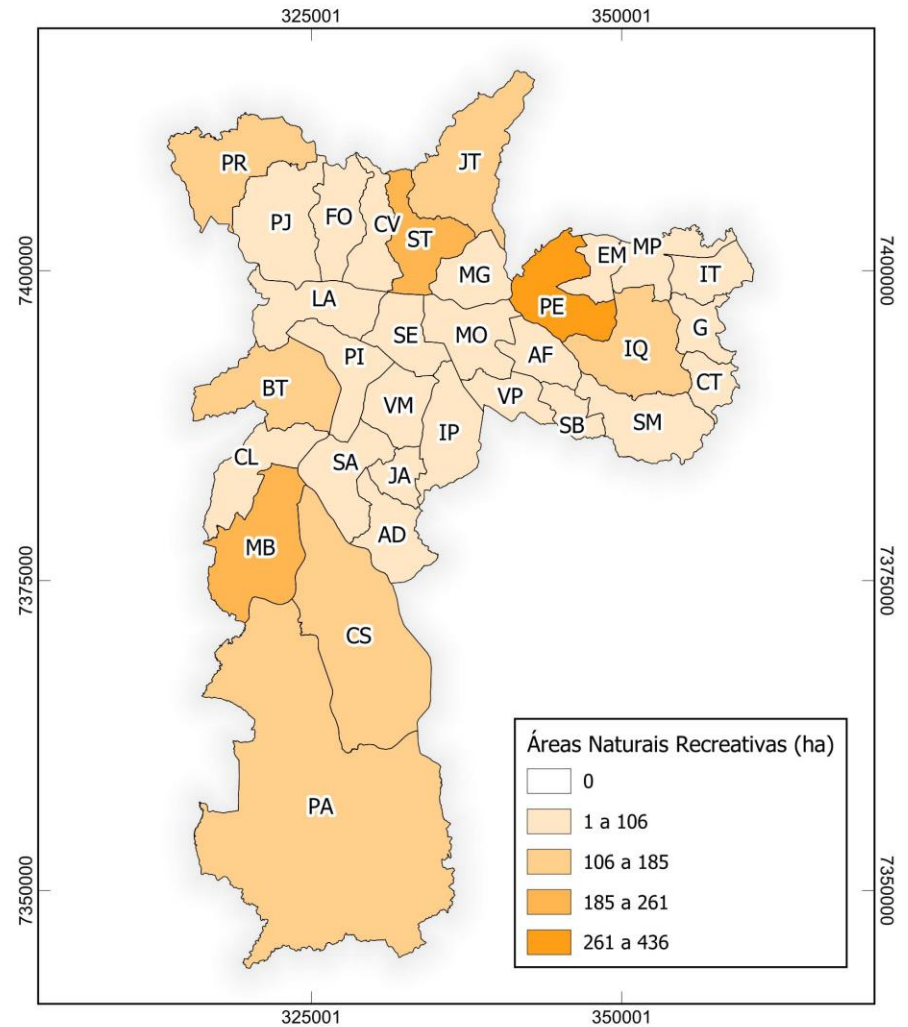 325001
350001
JT
PR
PJ
FO
CV
ST
MG
EM
MP
IT
7400000
7400000
LA
PE
SE
MO
G
PI
AF
IQ
BT
VM
VP
CT
IP
SB
SM
CL
SA
JA
AD
MB
7375000
7375000
CS
PA
Áreas Naturais Recreativas (ha)
0
1 a 106
106 a 185
185 a 261
261 a 436
7350000
7350000
325001
350001